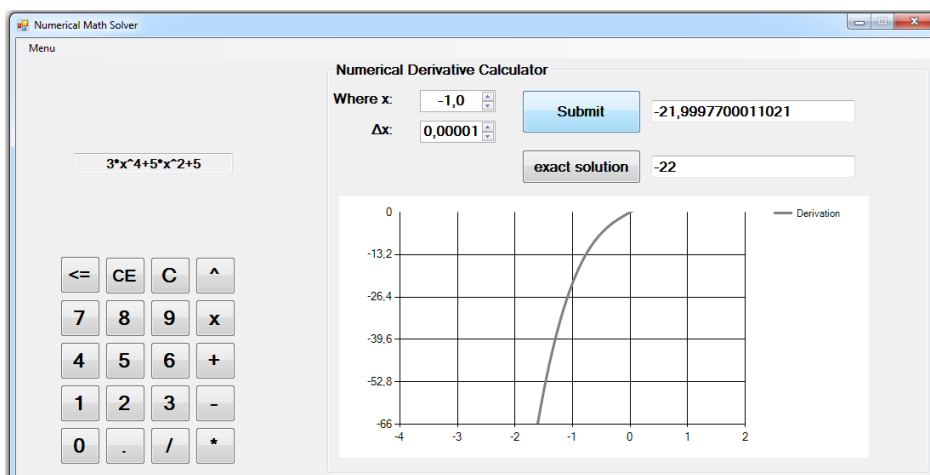 Numerical Math Solver
Menu
Numerical Derivative Calculator
Where x: -1,0 Submit -21,9997700011021
Δx: 0,00001
3*x^4+5*x^2+5
exact solution -22
Derivation
0
-13.2
-26.4
-39.6
-52.8
-66
-4 -3 -2 -1 0 1 2
<= CE C ^
7 8 9 x
4 5 6 +
1 2 3 -
0 . / *